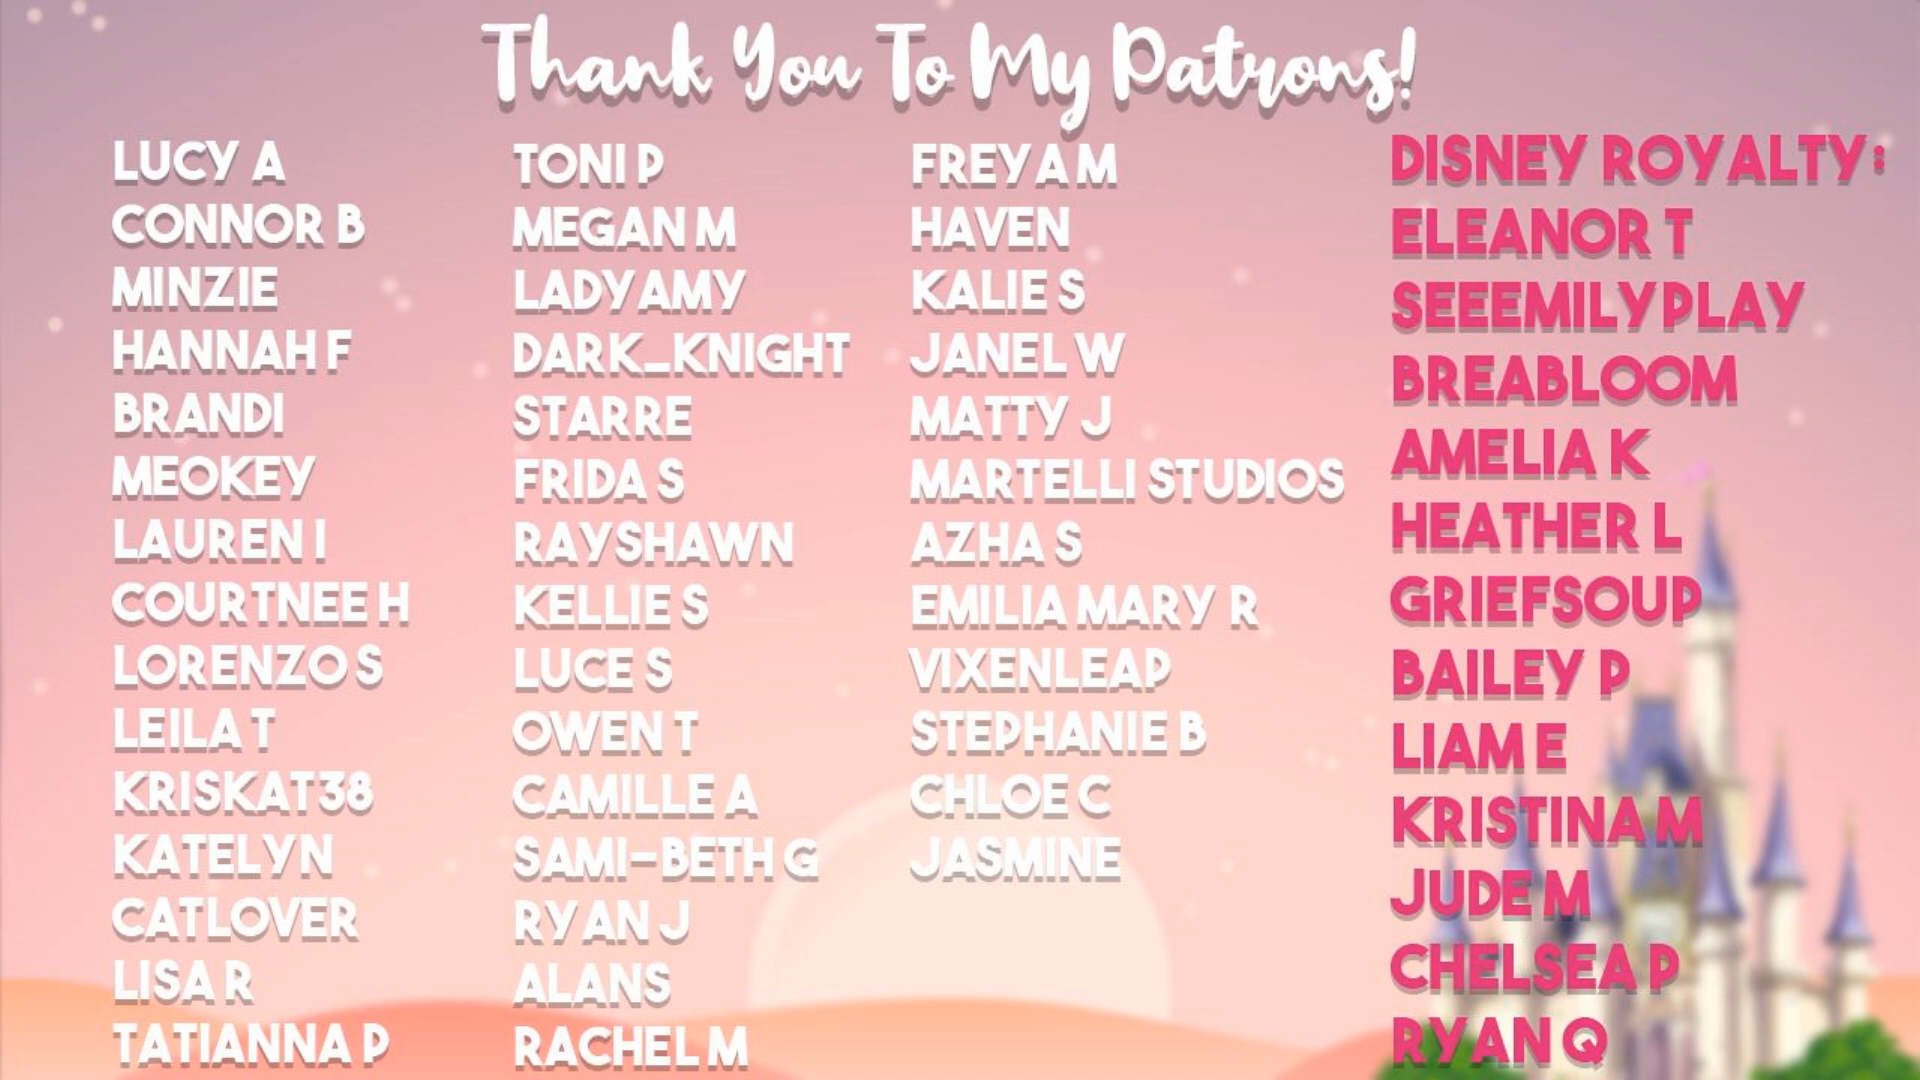 Thank You To My Patrons!
LUCY A
CONNOR B
MINZIE
HANNAH F
BRANDI
MEOKEY
LAUREN I
COURTNEE H
LORENZO S
LEILA T
KRISKAT38
KATELYN
CATLOVER
LISA R
TATIANNA P
TONI P
MEGAN M
LADYAMY
DARK_KNIGHT
STARRE
FRIDA S
RAYSHAWN
KELLIE S
LUCE S
OWEN T
CAMILLE A
SAMI-BETH G
RYAN J
ALANS
RACHEL M
FREYA M
HAVEN
KALIE S
JANEL W
MATTY J
MARTELLI STUDIOS
AZHA S
EMILIA MARY R
VIXENLEAP
STEPHANIE B
CHLOE C
JASMINE
DISNEY ROYALTY:
ELEANOR T
SEEEMILYPLAY
BREABLOOM
AMELIA K
HEATHER L
GRIEFSOUP
BAILEY P
LIAM E
KRISTINA M
JUDE M
CHELSEA P
RYAN Q